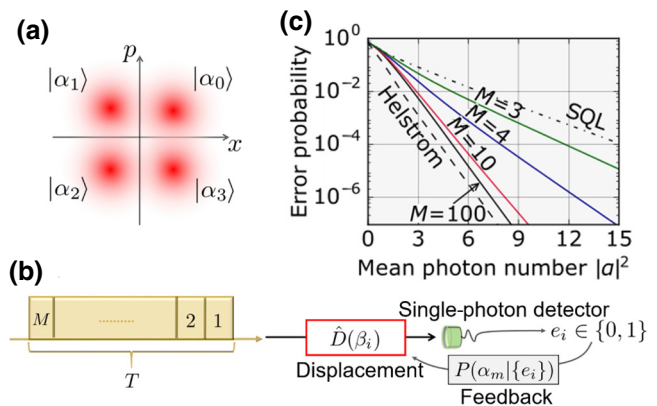 (a)
p
|α₁⟩
|α₀⟩
x
|α₂⟩
|α₃⟩
(c)
Error probability
10⁰
10⁻²
10⁻⁴
10⁻⁶
Helstrom
M=3
SQL
M=4
M=10
M=100
0 3 6 9 12 15
Mean photon number |a|²
(b)
M ......... 2 1
T
D̂(βᵢ)
Displacement
Single-photon detector
eᵢ ∈ {0, 1}
P(αₘ|{eᵢ})
Feedback